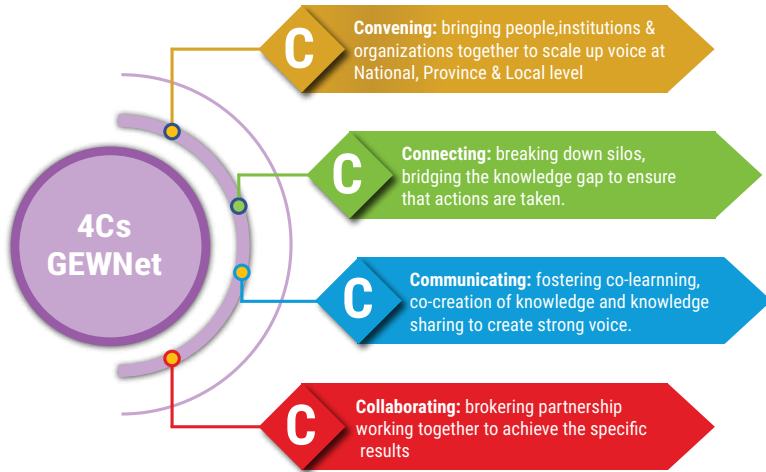 4Cs
GEWNet
C
Convening: bringing people,institutions &
organizations together to scale up voice at
National, Province & Local level
C
Connecting: breaking down silos,
bridging the knowledge gap to ensure
that actions are taken.
C
Communicating: fostering co-learnning,
co-creation of knowledge and knowledge
sharing to create strong voice.
C
Collaborating: brokering partnership
working together to achieve the specific
results